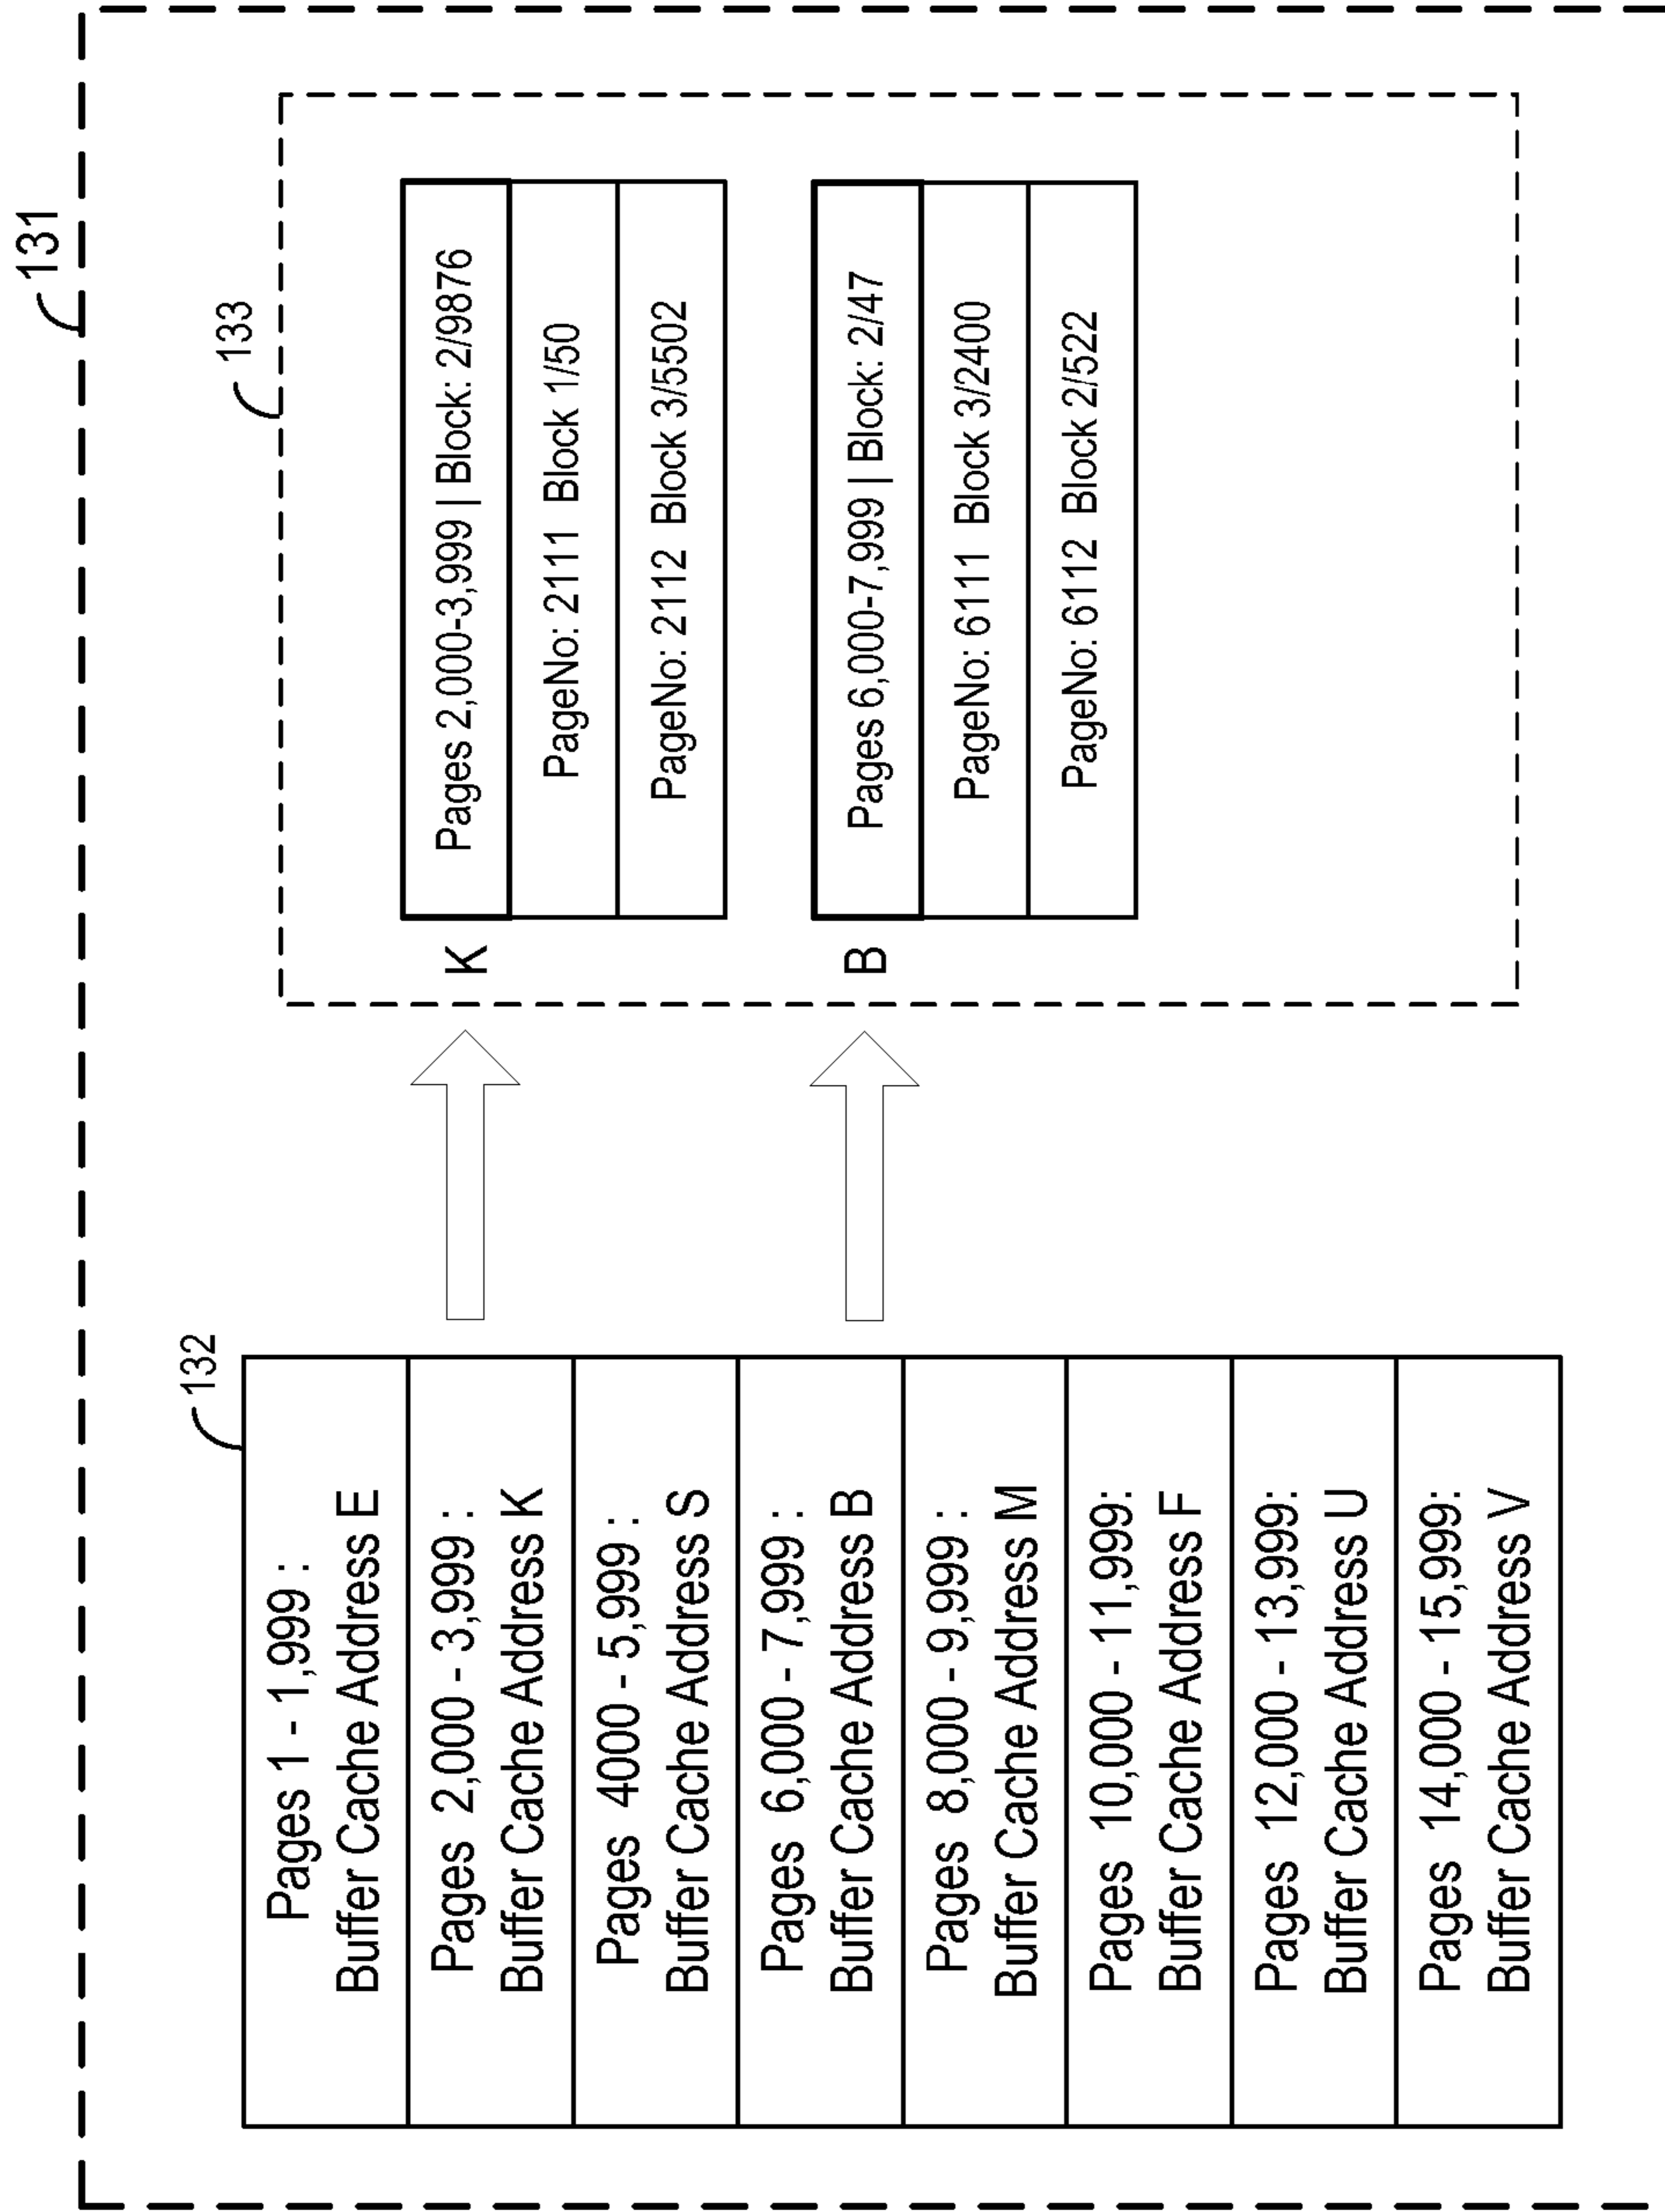 131
132
Pages 1 - 1,999 :
Buffer Cache Address E
Pages 2,000 - 3,999 :
Buffer Cache Address K
Pages 4000 - 5,999 :
Buffer Cache Address S
Pages 6,000 - 7,999 :
Buffer Cache Address B
Pages 8,000 - 9,999 :
Buffer Cache Address M
Pages 10,000 - 11,999:
Buffer Cache Address F
Pages 12,000 - 13,999:
Buffer Cache Address U
Pages 14,000 - 15,999:
Buffer Cache Address V
133
K
Pages 2,000-3,999 | Block: 2/9876
PageNo: 2111 Block 1/50
PageNo: 2112 Block 3/5502
B
Pages 6,000-7,999 | Block: 2/47
PageNo: 6111 Block 3/2400
PageNo: 6112 Block 2/522